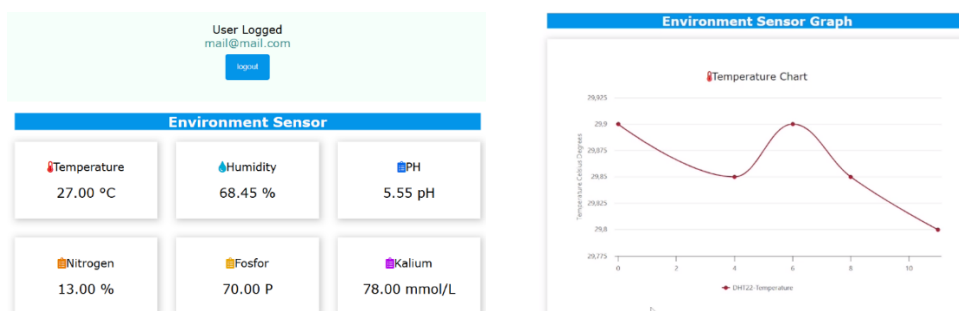 User Logged
mail@mail.com
logout
Environment Sensor
Temperature
27.00 °C
Humidity
68.45 %
PH
5.55 pH
Nitrogen
13.00 %
Fosfor
70.00 P
Kalium
78.00 mmol/L
Environment Sensor Graph
Temperature Chart
Temperature Celsius Degrees
29,925
29,9
29,875
29,85
29,825
29,8
29,775
0 2 4 6 8 10
DHT22-Temperature